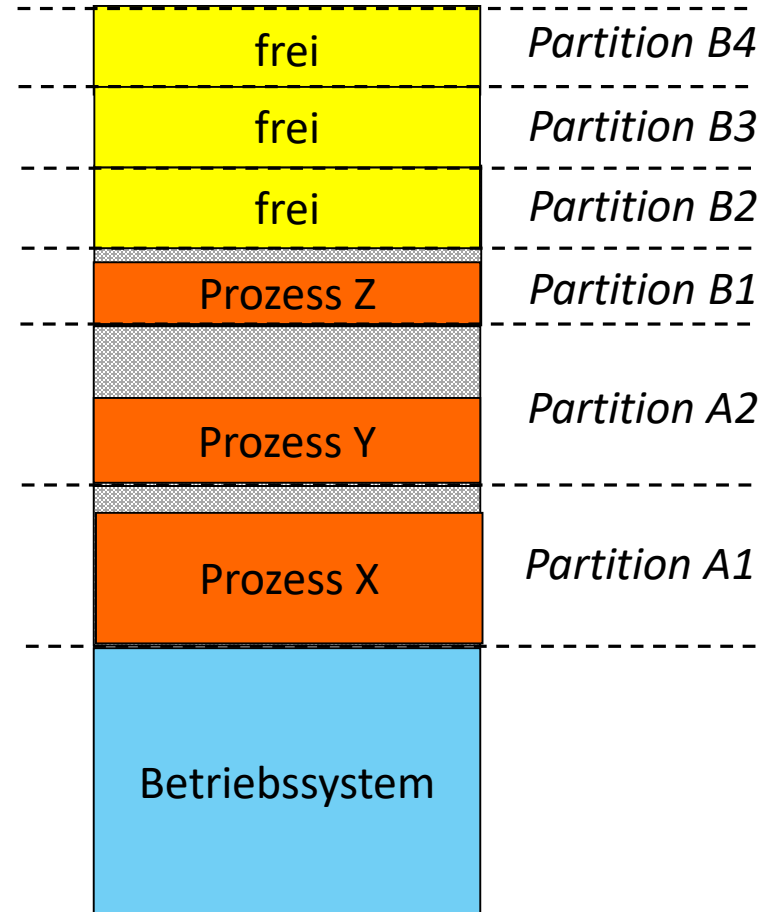 frei Partition B4
frei Partition B3
frei Partition B2
Prozess Z Partition B1
Prozess Y Partition A2
Prozess X Partition A1
Betriebssystem